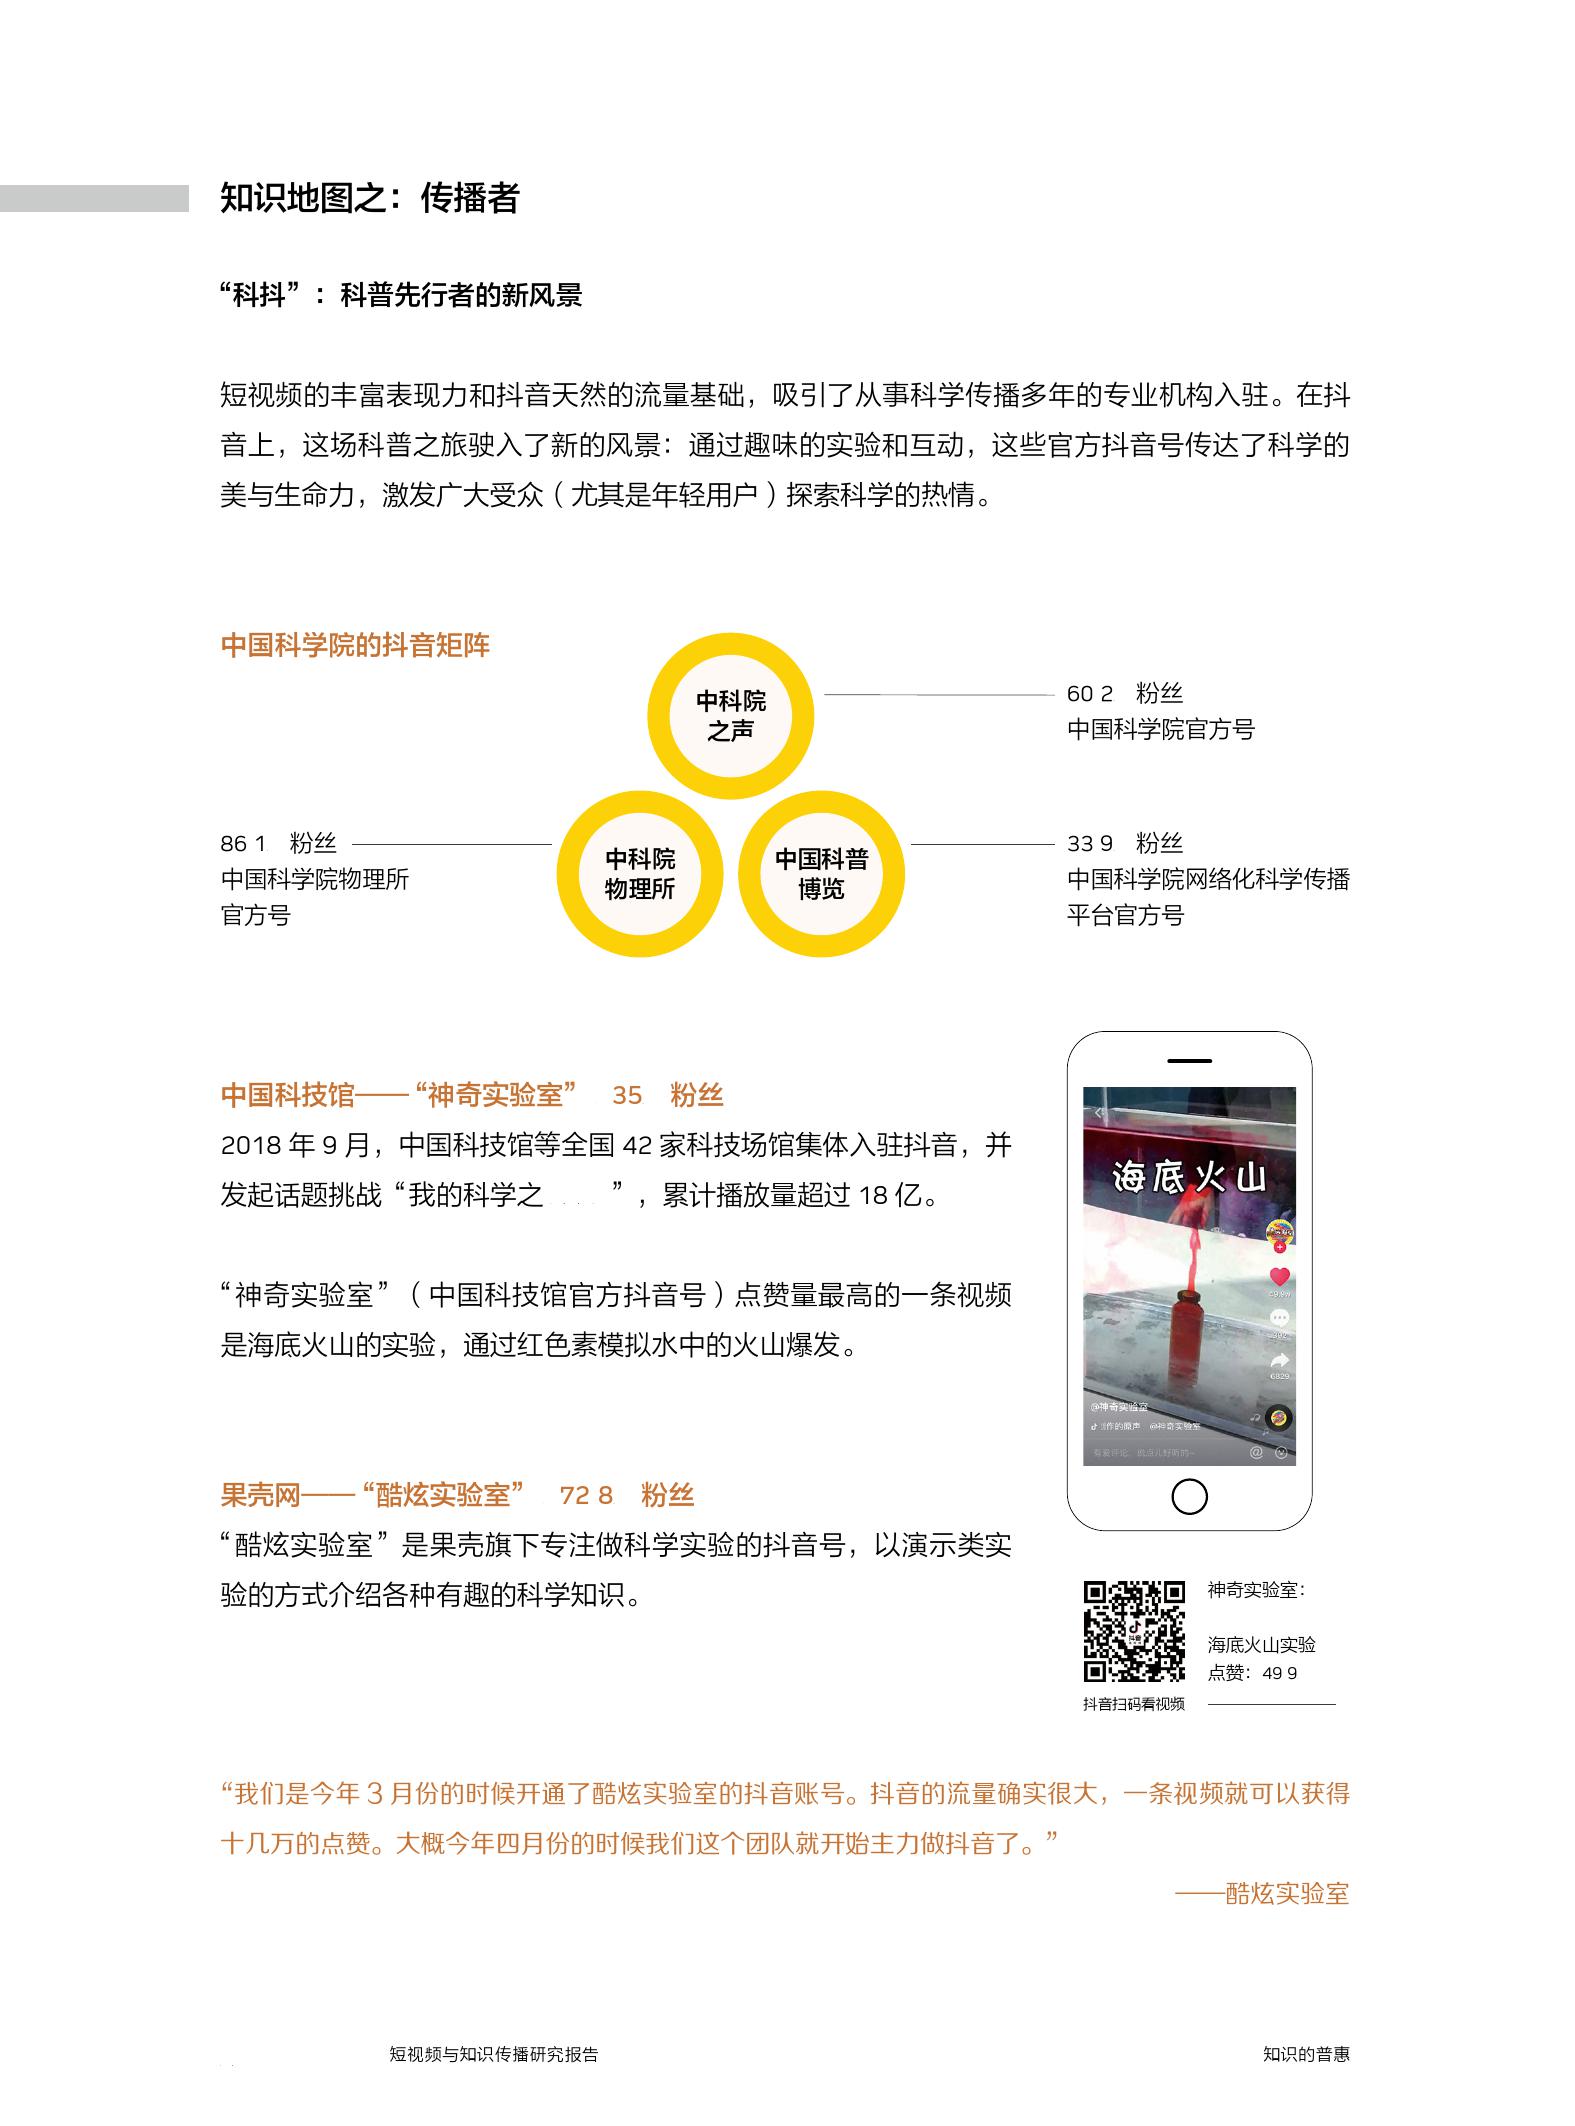 知识地图之：传播者
“科抖”：科普先行者的新风景
短视频的丰富表现力和抖音天然的流量基础，吸引了从事科学传播多年的专业机构入驻。在抖
音上，这场科普之旅驶入了新的风景：通过趣味的实验和互动，这些官方抖音号传达了科学的
美与生命力，激发广大受众（尤其是年轻用户）探索科学的热情。
中国科学院的抖音矩阵
中科院
之声
60 2 粉丝
中国科学院官方号
86 1 粉丝
中国科学院物理所
官方号
中科院
物理所
中国科普
博览
33 9 粉丝
中国科学院网络化科学传播
平台官方号
中国科技馆——“神奇实验室” 35 粉丝
2018 年 9 月，中国科技馆等全国 42 家科技场馆集体入驻抖音，并
发起话题挑战“我的科学之 ”，累计播放量超过 18 亿。
“神奇实验室”（中国科技馆官方抖音号）点赞量最高的一条视频
是海底火山的实验，通过红色素模拟水中的火山爆发。
果壳网——“酷炫实验室” 72 8 粉丝
“酷炫实验室”是果壳旗下专注做科学实验的抖音号，以演示类实
验的方式介绍各种有趣的科学知识。
海底火山
49.9w
392
6829
@神奇实验室
作的原声 @神奇实验室
抖音
抖音扫码看视频
神奇实验室：
海底火山实验
点赞：49 9
“我们是今年 3 月份的时候开通了酷炫实验室的抖音账号。抖音的流量确实很大，一条视频就可以获得
十几万的点赞。大概今年四月份的时候我们这个团队就开始主力做抖音了。”
——酷炫实验室
短视频与知识传播研究报告
知识的普惠